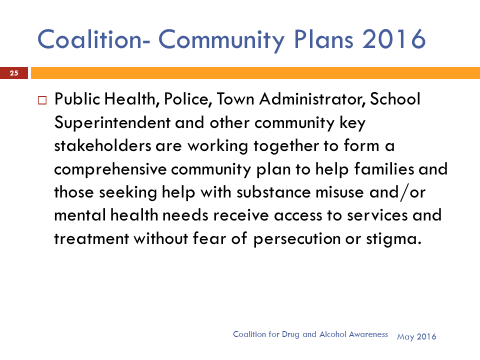 Coalition- Community Plans 2016
25
Public Health, Police, Town Administrator, School
Superintendent and other community key
stakeholders are working together to form a
comprehensive community plan to help families and
those seeking help with substance misuse and/or
mental health needs receive access to services and
treatment without fear of persecution or stigma.
Coalition for Drug and Alcohol Awareness May 2016